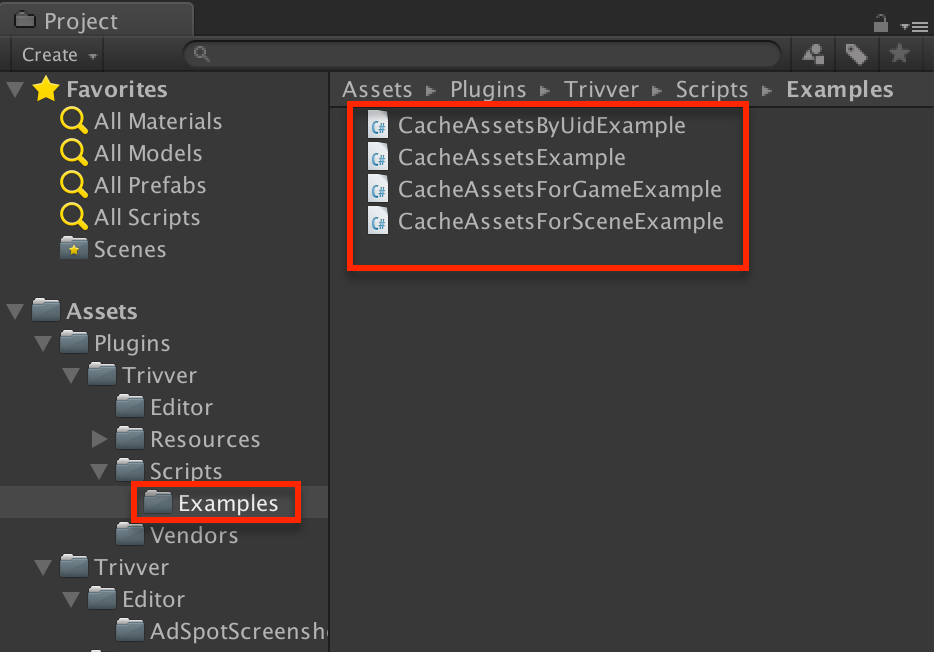 Project
Create
Favorites
All Materials
All Models
All Prefabs
All Scripts
Scenes
Assets
Plugins
Trivver
Editor
Resources
Scripts
Examples
Vendors
Trivver
Editor
AdSpotScreensh
Assets Plugins Trivver Scripts Examples
C# CacheAssetsByUidExample
C# CacheAssetsExample
C# CacheAssetsForGameExample
C# CacheAssetsForSceneExample